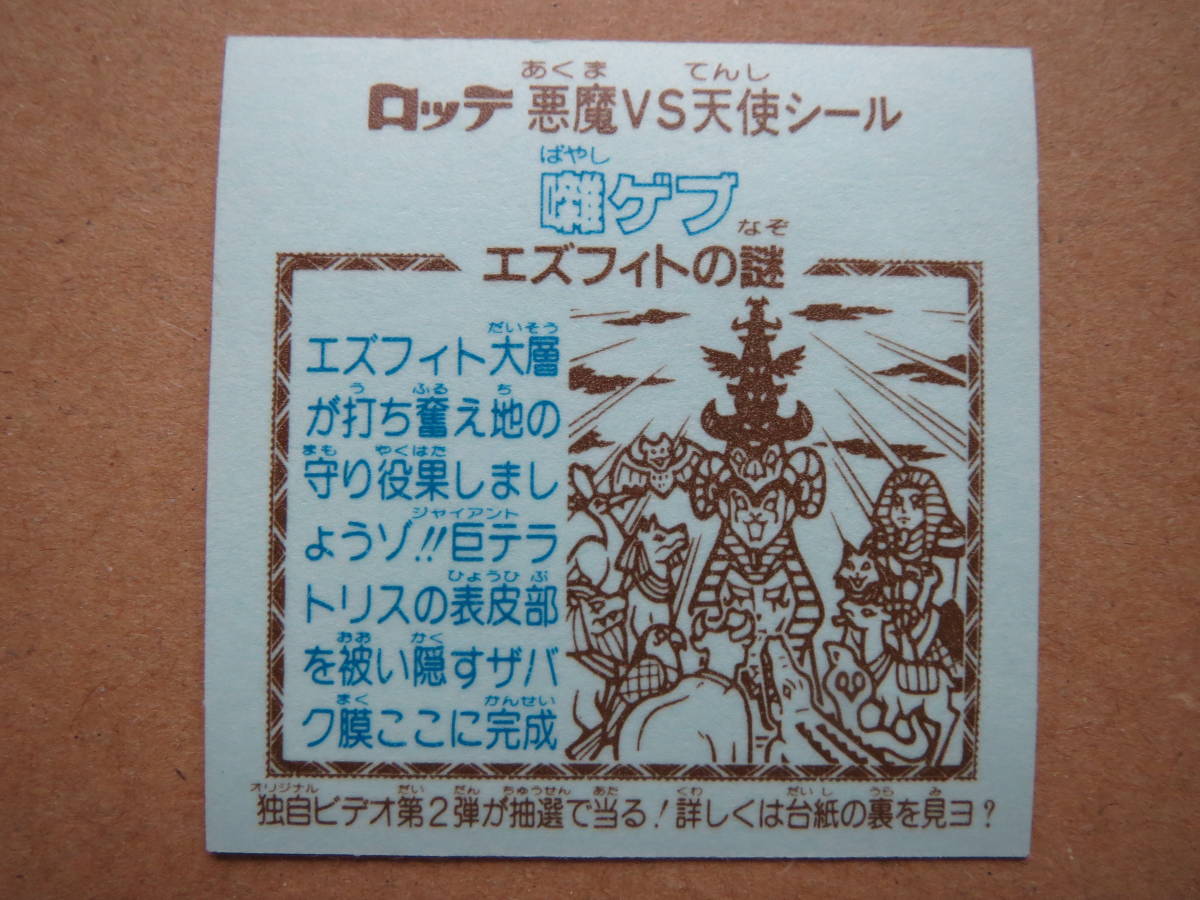 あくま てんし
ロッテ 悪魔VS天使シール
ばやし
囃ゲブ
なぞ
エズフィトの謎
だいそう
エズフィト大層
う ふる ち
が打ち奮え地の
まも やくはた
守り役果しまし
ジャイアント
ょうゾ!!巨テラ
ひょうひ ぶ
トリスの表皮部
おお かく
を被い隠すザバ
まく かんせい
ク膜ここに完成
オリジナル だい だん ちゅうせん あた くわ だいし うら み
独自ビデオ第2弾が抽選で当る!詳しくは台紙の裏を見ヨ?